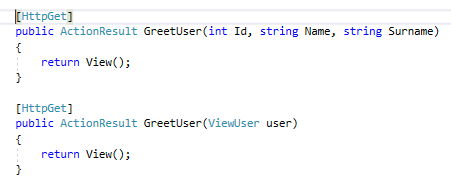 [HttpGet]
public ActionResult GreetUser(int Id, string Name, string Surname)
{
    return View();
}

[HttpGet]
public ActionResult GreetUser(ViewUser user)
{
    return View();
}